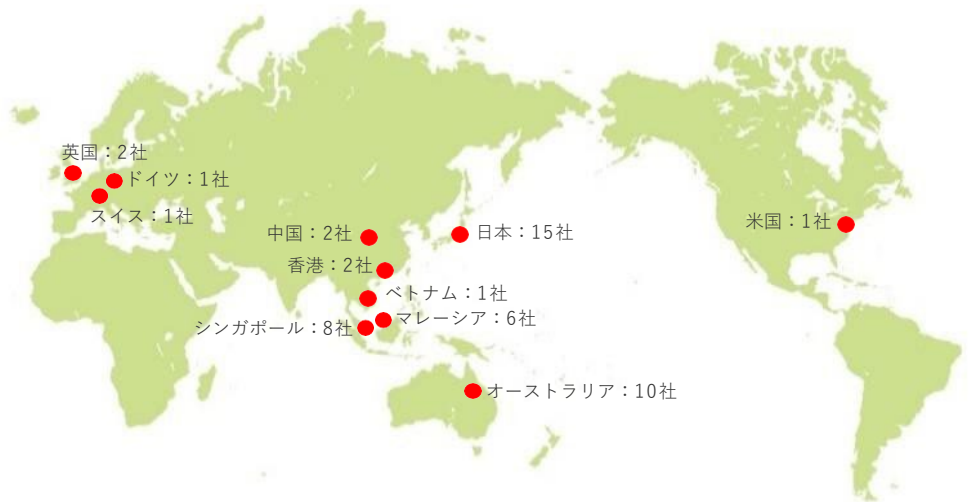 英国：2社
ドイツ：1社
スイス：1社
中国：2社
日本：15社
米国：1社
香港：2社
ベトナム：1社
マレーシア：6社
シンガポール：8社
オーストラリア：10社